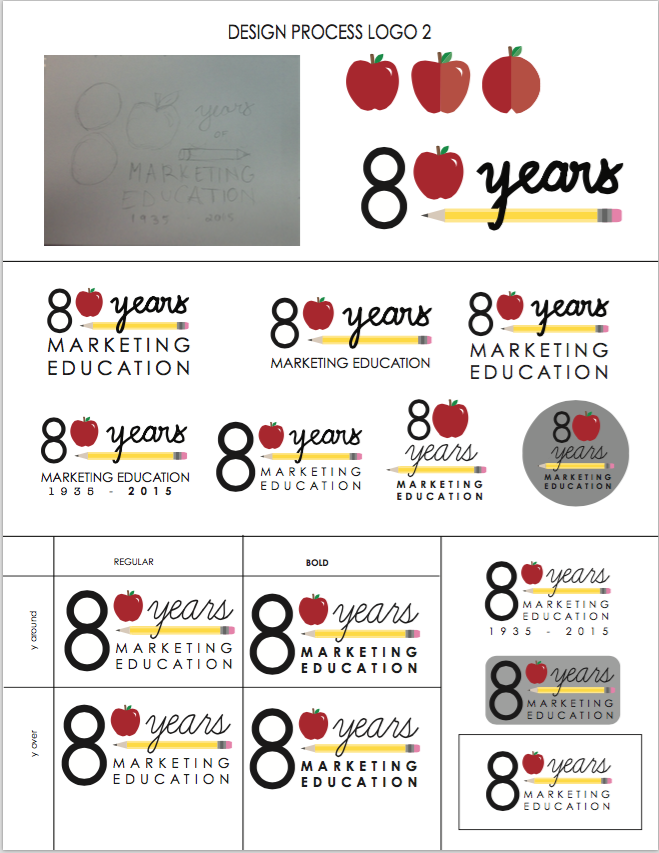 DESIGN PROCESS LOGO 2
8 years
of
MARKETING
EDUCATION
1935 - 2015
8 years
8 years
MARKETING
EDUCATION
8 years
MARKETING EDUCATION
8 years
MARKETING
EDUCATION
8 years
MARKETING EDUCATION
1935 - 2015
8 years
MARKETING
EDUCATION
8
years
MARKETING
EDUCATION
8
years
MARKETING
EDUCATION
REGULAR
BOLD
y around
8 years
MARKETING
EDUCATION
8 years
MARKETING
EDUCATION
y over
8 years
MARKETING
EDUCATION
8 years
MARKETING
EDUCATION
8 years
MARKETING
EDUCATION
1935 - 2015
8 years
MARKETING
EDUCATION
8 years
MARKETING
EDUCATION